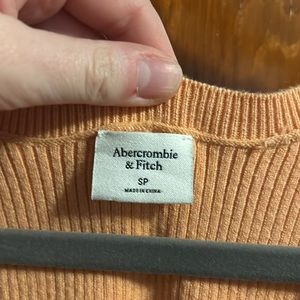 Abercrombie
& Fitch
SP
MADE IN CHINA